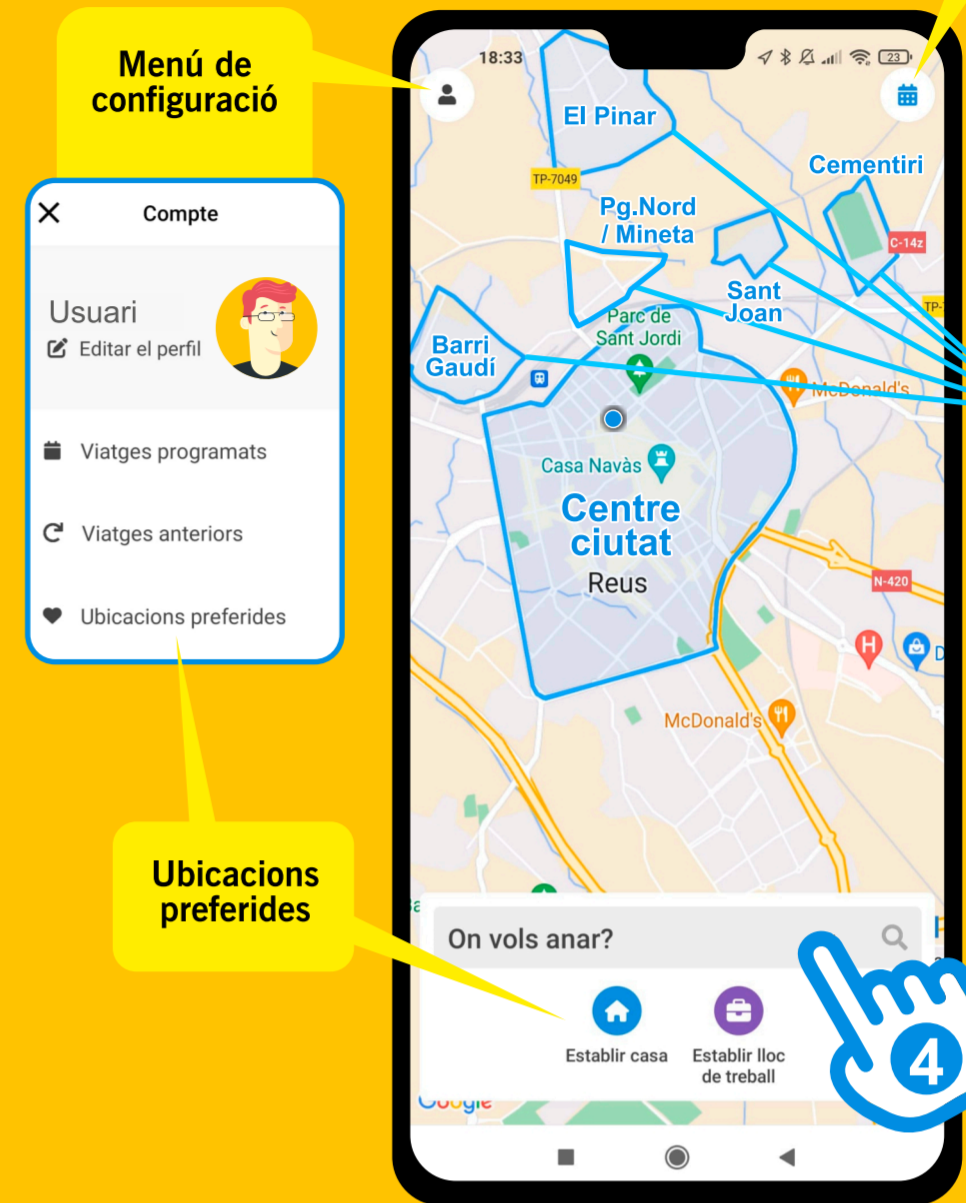 Menú de
configuració
Compte
Usuari
Editar el perfil
Viatges programats
Viatges anteriors
Ubicacions preferides
Ubicacions
preferides
18:33
23
El Pinar
TP-7049
Cementiri
Pg.Nord
/ Mineta
C-14z
Sant
Joan
Parc de
Sant Jordi
Barri
Gaudí
McDonald's
Casa Navàs
Centre
ciutat
Reus
N-420
H
McDonald's
On vols anar?
Establir casa
Establir lloc
de treball
4
Google